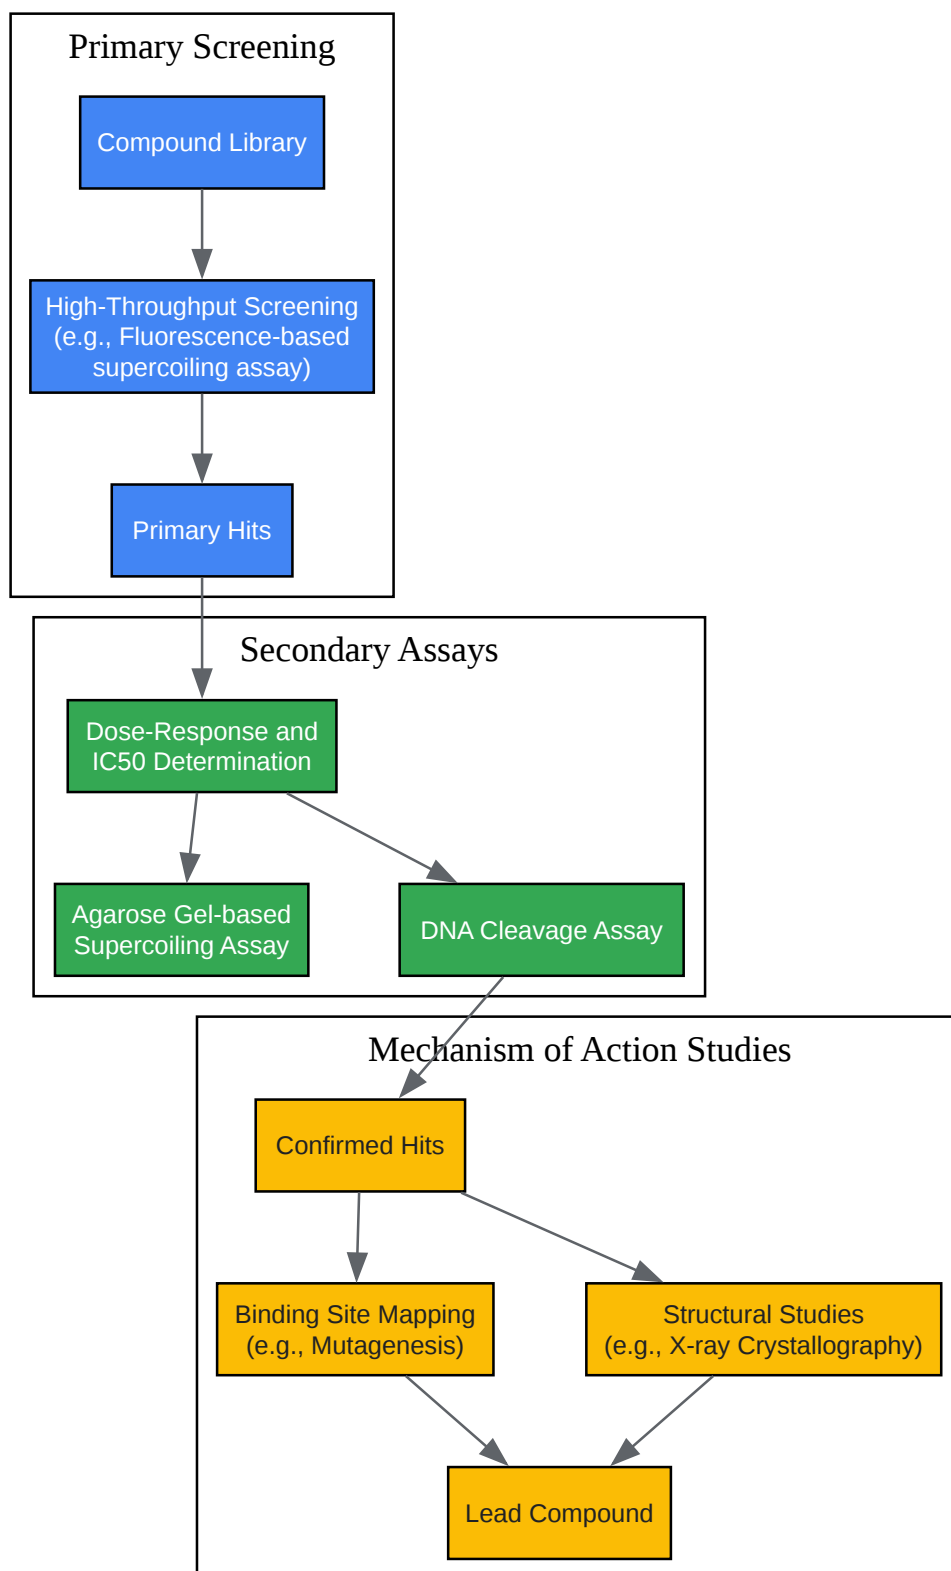 Primary Screening
Compound Library
High-Throughput Screening
(e.g., Fluorescence-based
supercoiling assay)
Primary Hits
Secondary Assays
Dose-Response and
IC50 Determination
Agarose Gel-based
Supercoiling Assay
DNA Cleavage Assay
Mechanism of Action Studies
Confirmed Hits
Binding Site Mapping
(e.g., Mutagenesis)
Structural Studies
(e.g., X-ray Crystallography)
Lead Compound